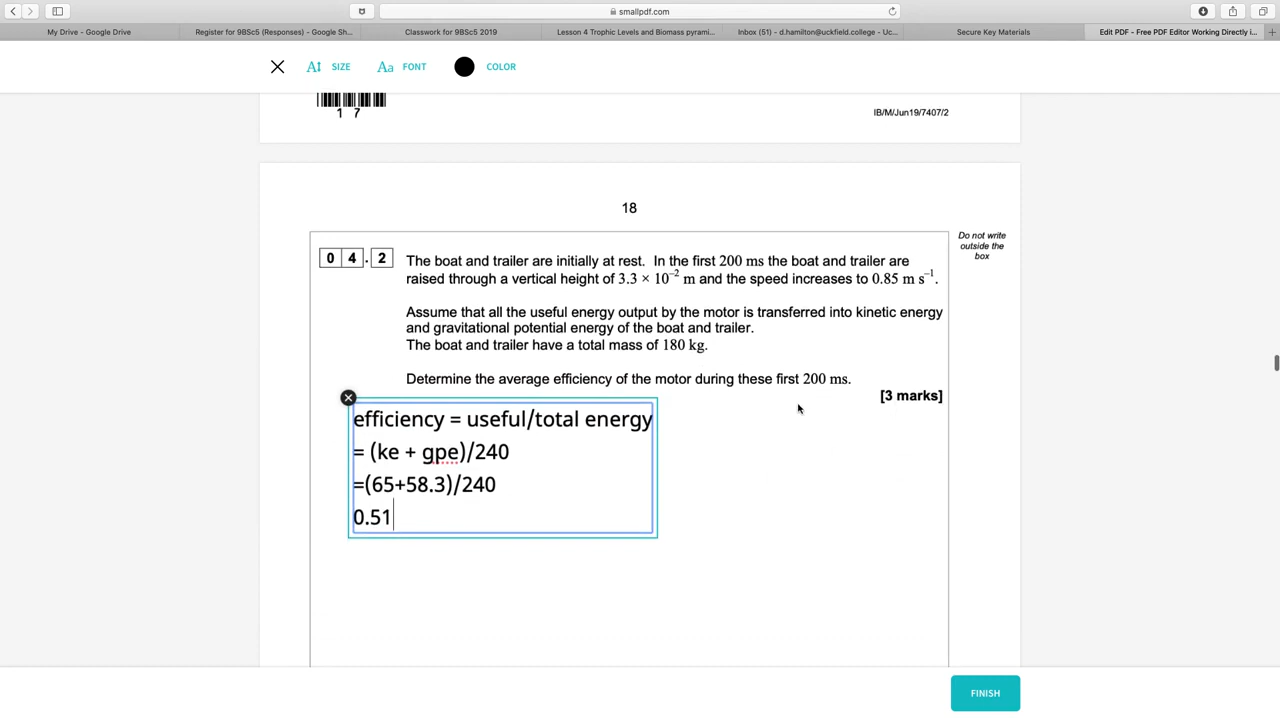 smallpdf.com
My Drive - Google Drive
Register for 9BSc5 (Responses) - Google Sh...
Classwork for 9BSc5 2019
Lesson 4 Trophic Levels and Biomass pyrami...
Inbox (51) - d.hamilton@uckfield.college - Uc...
Secure Key Materials
Edit PDF - Free PDF Editor Working Directly i...
SIZE
Aa FONT
COLOR
1 7
IB/M/Jun19/7407/2
18
Do not write
outside the
box
0 4 . 2
The boat and trailer are initially at rest. In the first 200 ms the boat and trailer are
raised through a vertical height of 3.3 × 10⁻² m and the speed increases to 0.85 m s⁻¹.
Assume that all the useful energy output by the motor is transferred into kinetic energy
and gravitational potential energy of the boat and trailer.
The boat and trailer have a total mass of 180 kg.
Determine the average efficiency of the motor during these first 200 ms.
[3 marks]
efficiency = useful/total energy
= (ke + gpe)/240
=(65+58.3)/240
0.51
FINISH